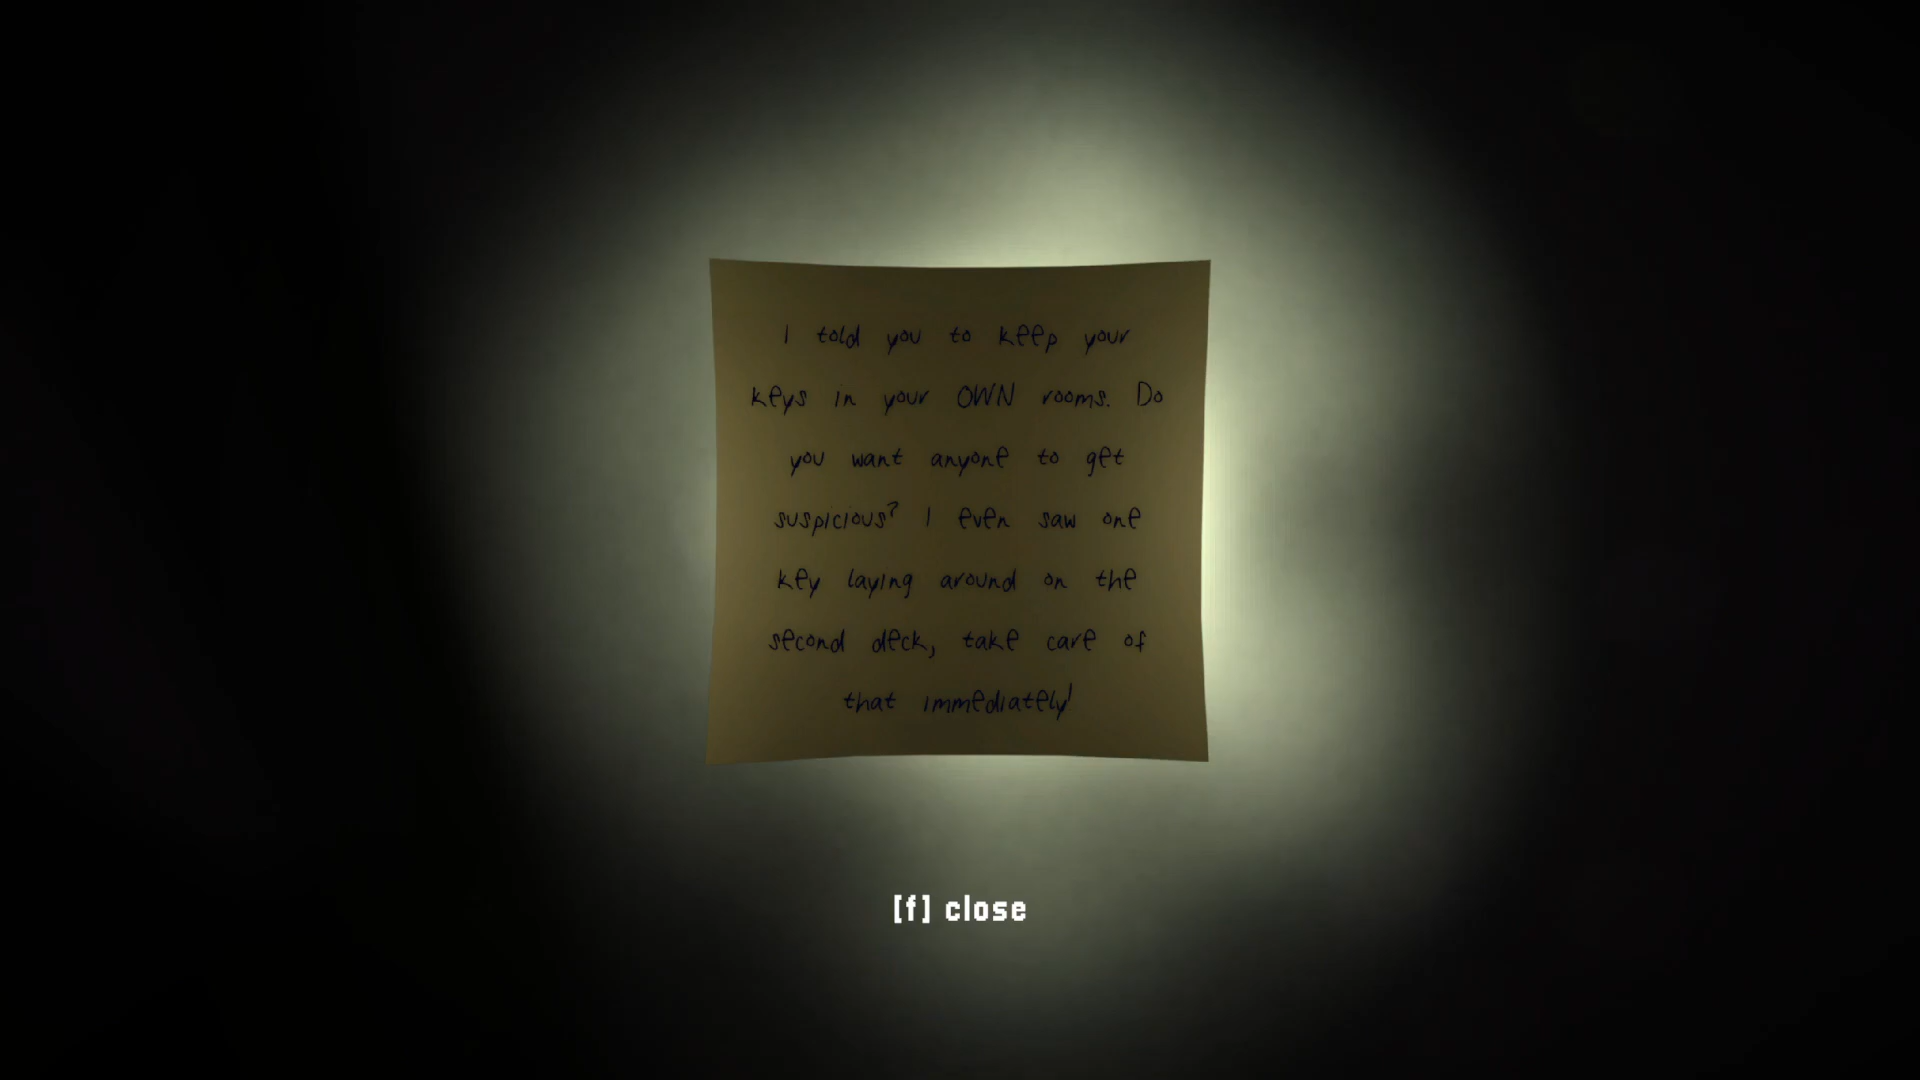 I told you to keep your
keys in your OWN rooms. Do
you want anyone to get
suspicious? I even saw one
key laying around on the
second deck, take care of
that immediately!
[f] close